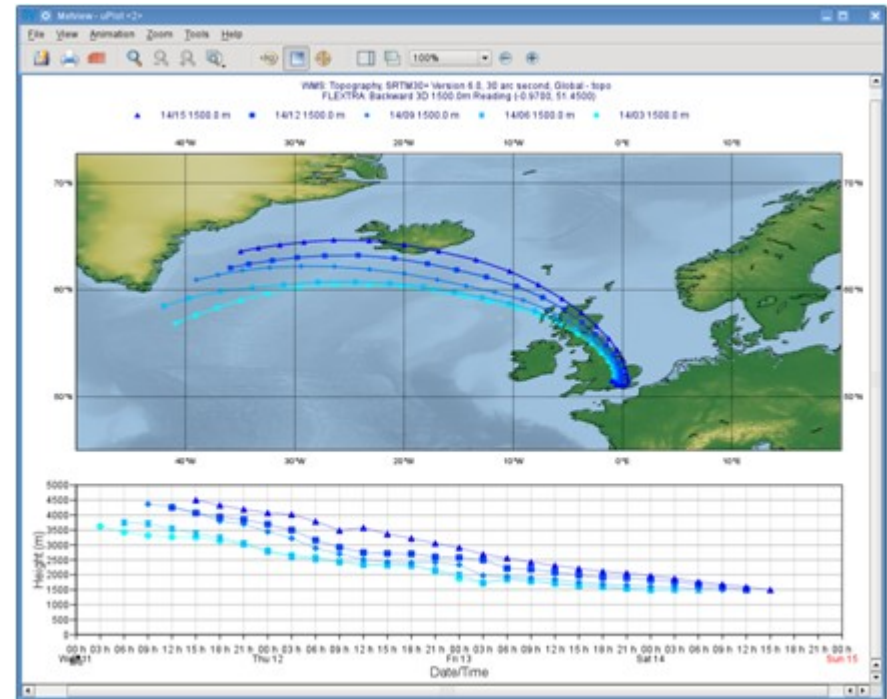 Metview - uPlot <2>
File View Animation Zoom Tools Help
100%
WMS: Topography, SRTM30+ Version 6.0, 30 arc second, Global - topo
FLEXTRA: Backward 3D 1500.0m Reading (-0.9700, 51.4500)
14/15 1500.0 m 14/12 1500.0 m 14/09 1500.0 m 14/06 1500.0 m 14/03 1500.0 m
40°W 30°W 20°W 10°W 0°E 10°E
70°N 70°N
60°N 60°N
50°N 50°N
40°W 30°W 20°W 10°W 0°E 10°E
5000
4500
4000
3500
3000
2500
2000
1500
1000
500
0
Height (m)
00 h 03 h 06 h 09 h 12 h 15 h 18 h 21 h 00 h 03 h 06 h 09 h 12 h 15 h 18 h 21 h 00 h 03 h 06 h 09 h 12 h 15 h 18 h 21 h 00 h 03 h 06 h 09 h 12 h 15 h 18 h 21 h 00 h
Thu 12 Fri 13 Sat 14 Sun 15
Date/Time